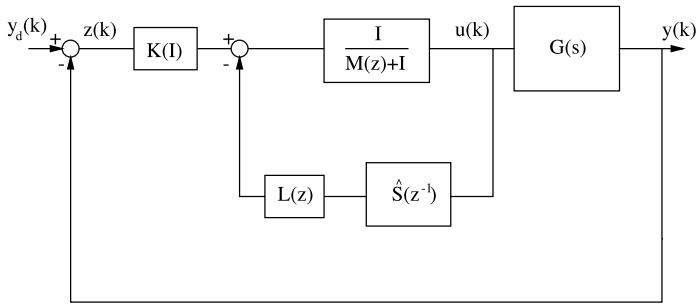 y_d(k)
+
-
z(k)
K(I)
+
-
I
M(z)+I
u(k)
G(s)
y(k)
L(z)
Ŝ(z⁻¹)